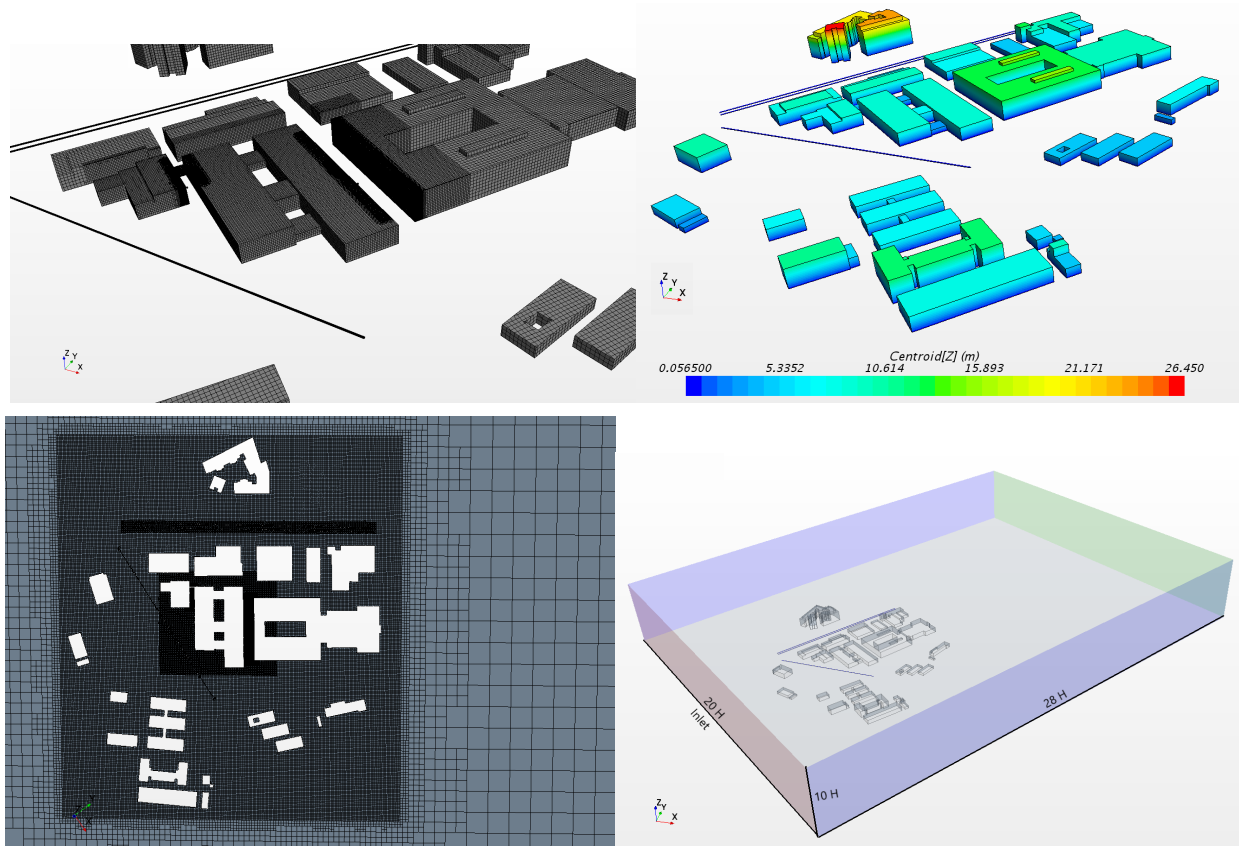 Z
Y
X
Z
Y
X
Centroid[Z] (m)
0.056500 5.3352 10.614 15.893 21.171 26.450
20 H
Inlet
28 H
10 H
Z
Y
X